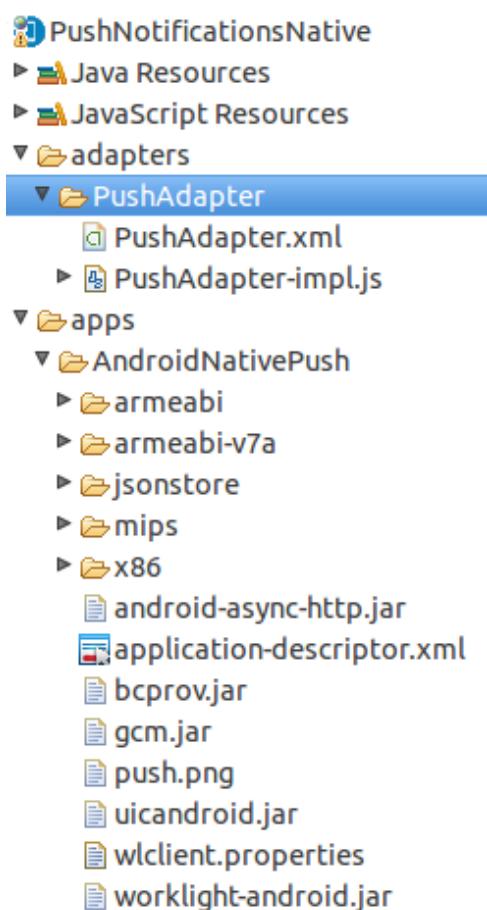 PushNotificationsNative
Java Resources
JavaScript Resources
adapters
PushAdapter
PushAdapter.xml
PushAdapter-impl.js
apps
AndroidNativePush
armeabi
armeabi-v7a
jsonstore
mips
x86
android-async-http.jar
application-descriptor.xml
bcprov.jar
gcm.jar
push.png
uicandroid.jar
wlclient.properties
worklight-android.jar